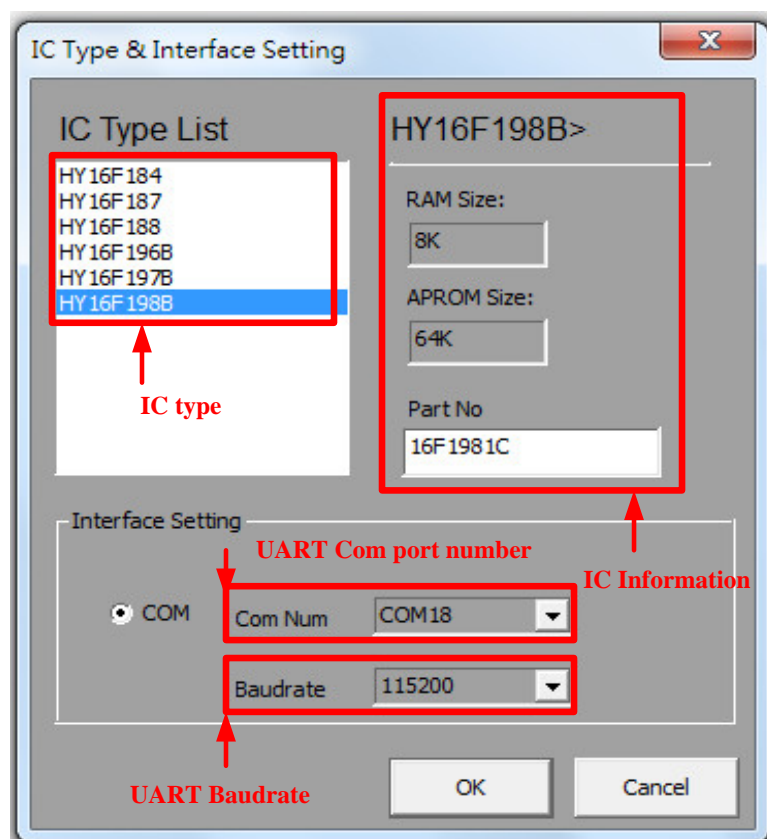 IC Type & Interface Setting
IC Type List
HY16F184
HY16F187
HY16F188
HY16F196B
HY16F197B
HY16F198B
IC type
HY16F198B>
RAM Size:
8K
APROM Size:
64K
Part No
16F1981C
IC Information
Interface Setting
UART Com port number
COM
Com Num
COM18
Baudrate
115200
UART Baudrate
OK
Cancel